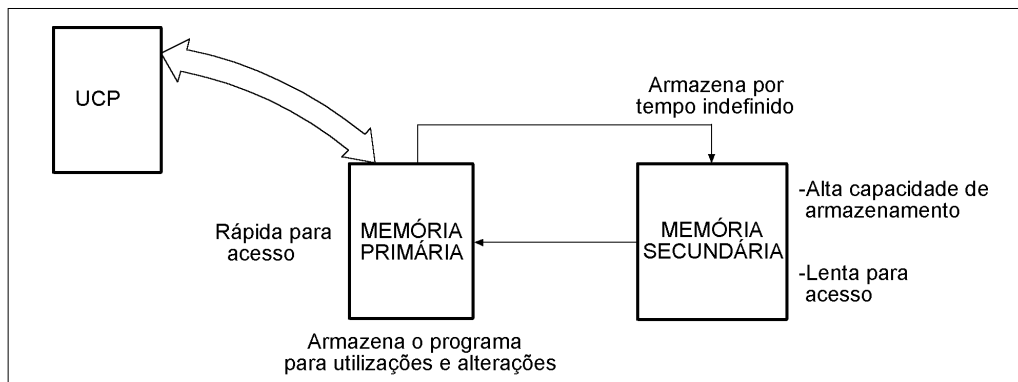 UCP
Armazena por
tempo indefinido
Rápida para
acesso
MEMÓRIA
PRIMÁRIA
MEMÓRIA
SECUNDÁRIA
-Alta capacidade de
armazenamento
-Lenta para
acesso
Armazena o programa
para utilizações e alterações